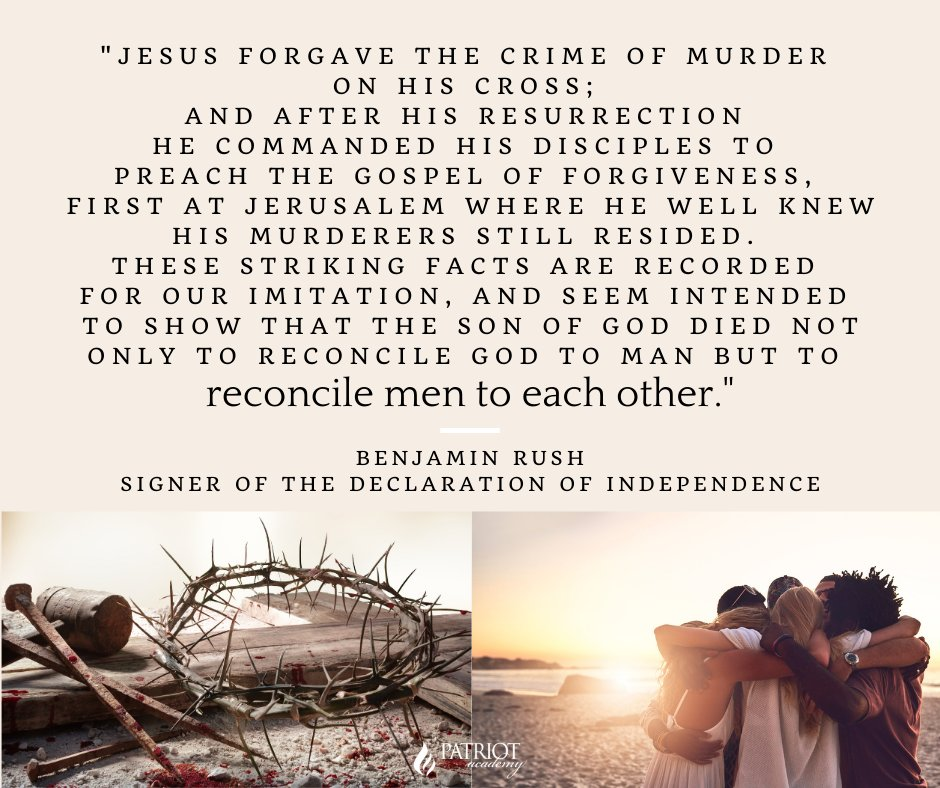 "JESUS FORGAVE THE CRIME OF MURDER
ON HIS CROSS;
AND AFTER HIS RESURRECTION
HE COMMANDED HIS DISCIPLES TO
PREACH THE GOSPEL OF FORGIVENESS,
FIRST AT JERUSALEM WHERE HE WELL KNEW
HIS MURDERERS STILL RESIDED.
THESE STRIKING FACTS ARE RECORDED
FOR OUR IMITATION, AND SEEM INTENDED
TO SHOW THAT THE SON OF GOD DIED NOT
ONLY TO RECONCILE GOD TO MAN BUT TO
reconcile men to each other."
BENJAMIN RUSH
SIGNER OF THE DECLARATION OF INDEPENDENCE
PATRIOT
academy